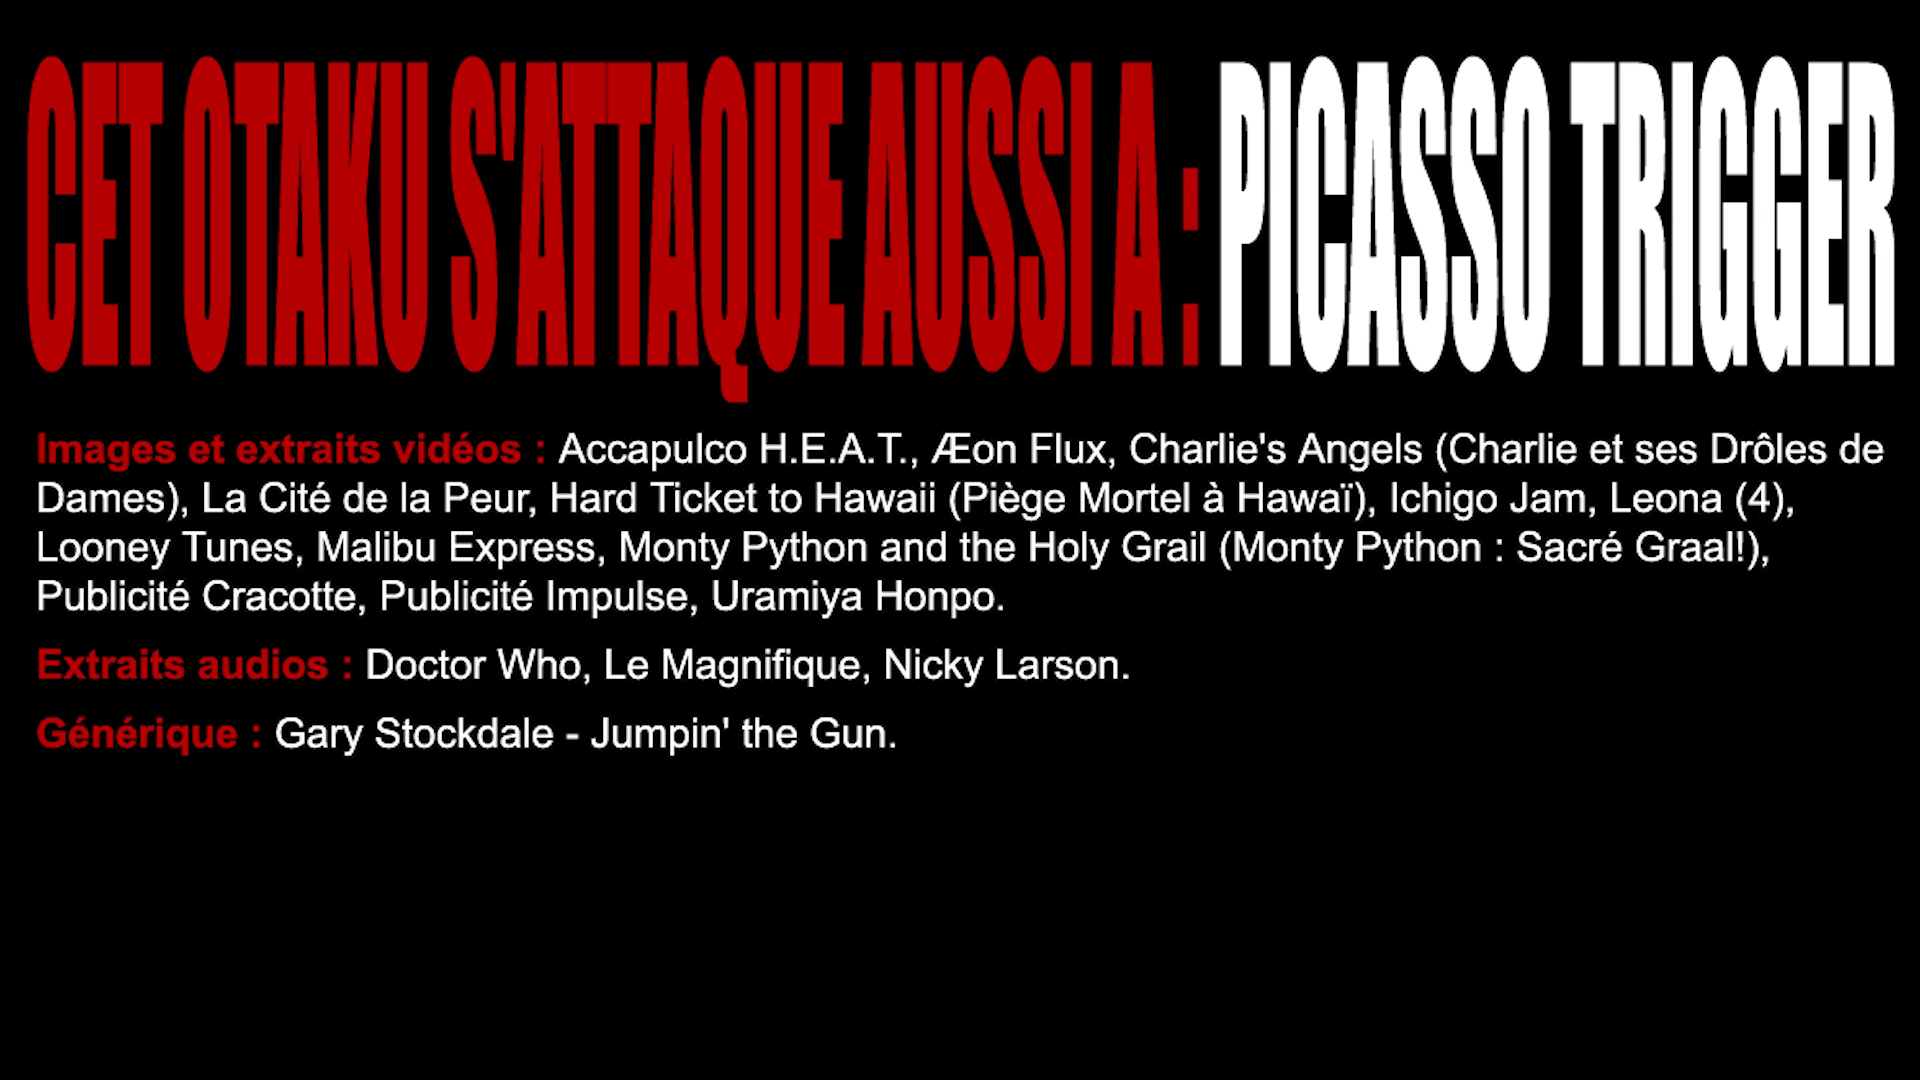 CET OTAKU S'ATTAQUE AUSSI A : PICASSO TRIGGER
Images et extraits vidéos : Accapulco H.E.A.T., Æon Flux, Charlie's Angels (Charlie et ses Drôles de
Dames), La Cité de la Peur, Hard Ticket to Hawaii (Piège Mortel à Hawaï), Ichigo Jam, Leona (4),
Looney Tunes, Malibu Express, Monty Python and the Holy Grail (Monty Python : Sacré Graal!),
Publicité Cracotte, Publicité Impulse, Uramiya Honpo.
Extraits audios : Doctor Who, Le Magnifique, Nicky Larson.
Générique : Gary Stockdale - Jumpin' the Gun.